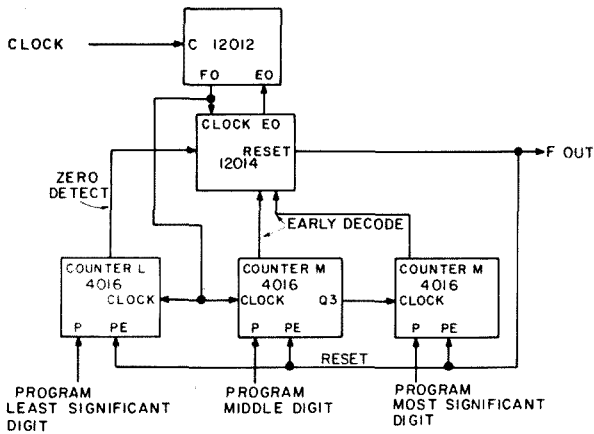 CLOCK
C 12012
FO EO
CLOCK EO
RESET
12014
F OUT
ZERO
DETECT
EARLY DECODE
COUNTER L
4016
CLOCK
P PE
COUNTER M
4016
CLOCK Q3
P PE
COUNTER M
4016
CLOCK
P PE
RESET
PROGRAM
LEAST SIGNIFICANT
DIGIT
PROGRAM
MIDDLE DIGIT
PROGRAM
MOST SIGNIFICANT
DIGIT